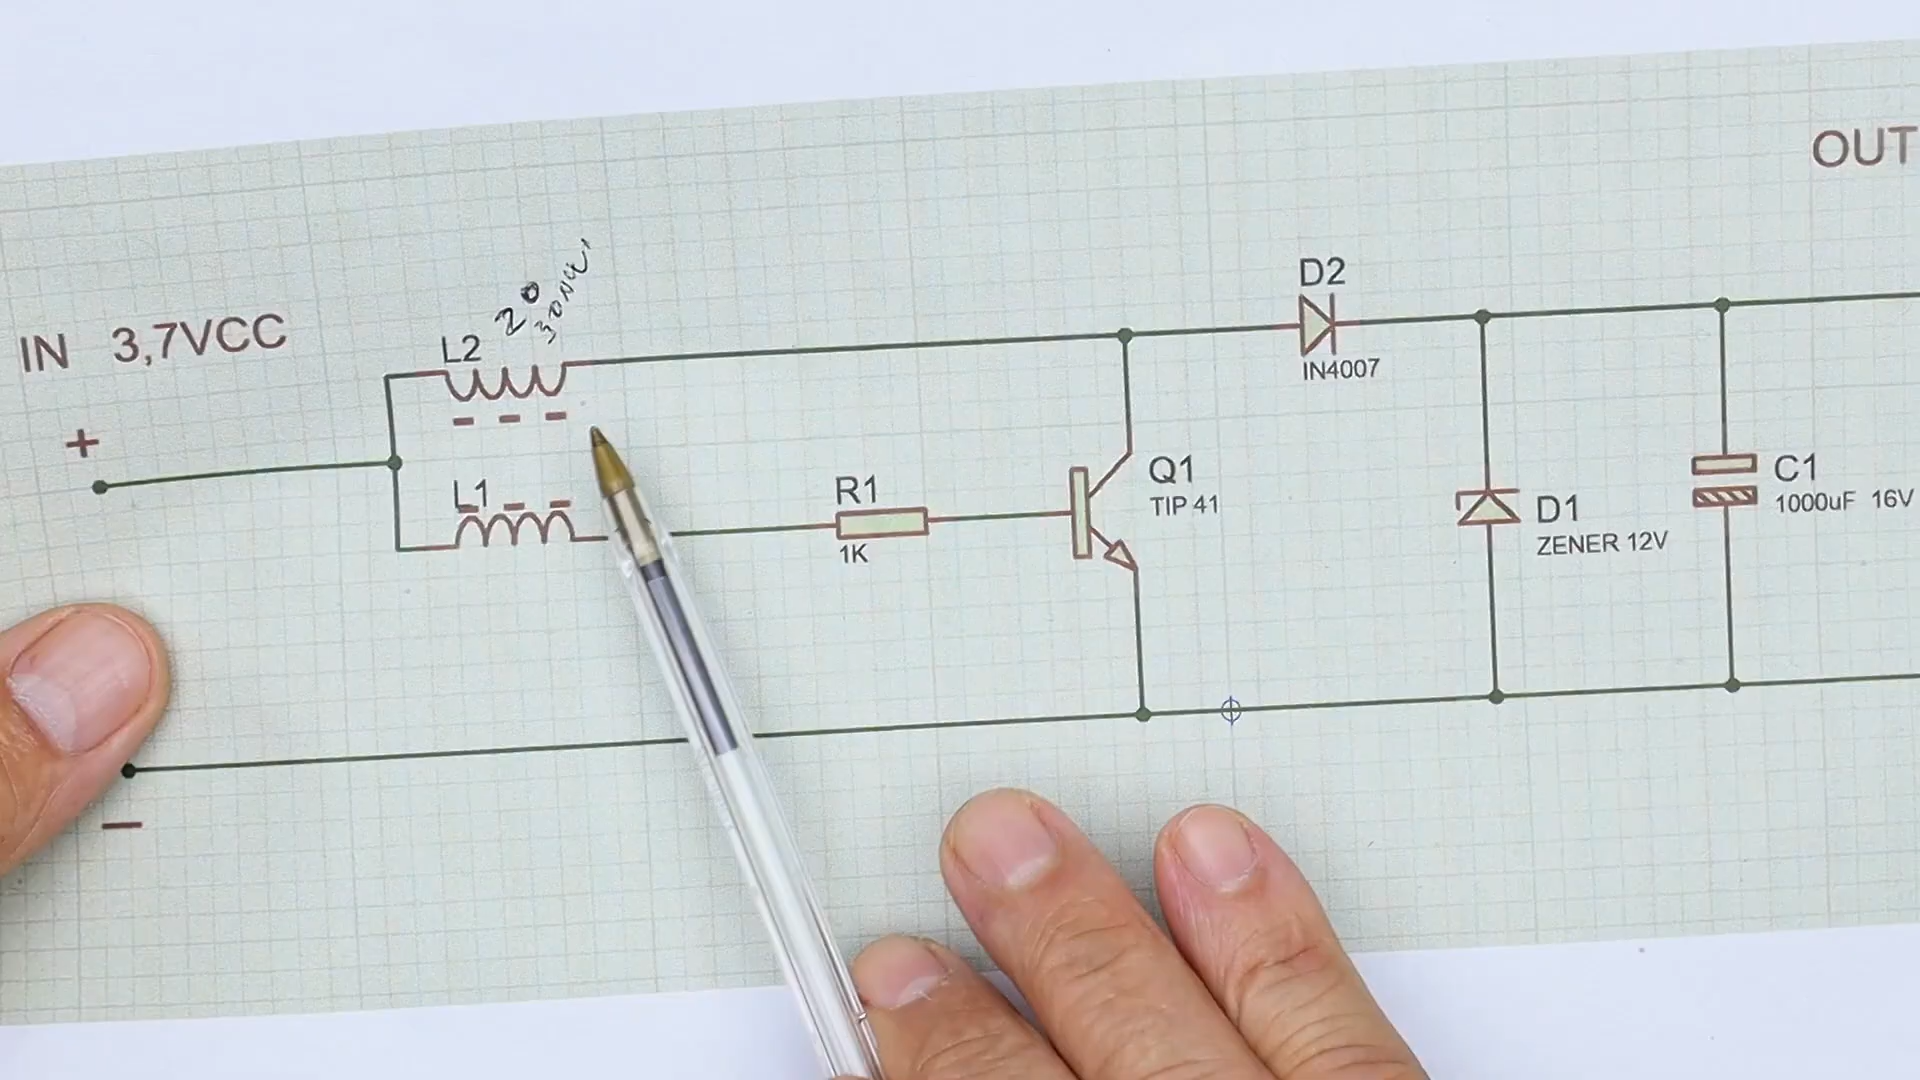 OUT
IN 3,7VCC
+
L2
20
L1
R1
1K
Q1
TIP 41
D2
IN4007
D1
ZENER 12V
C1
1000uF 16V
−